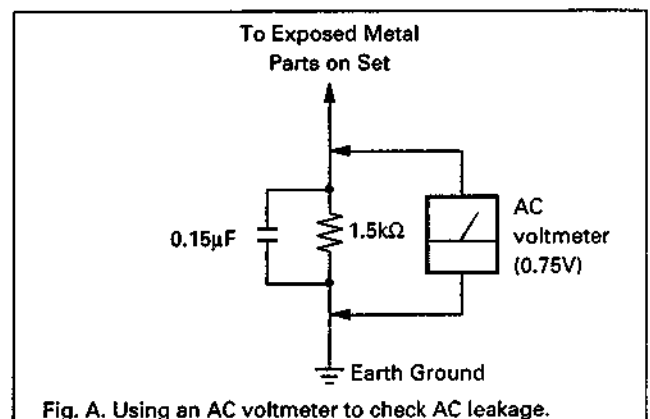 To Exposed Metal
Parts on Set
0.15μF
1.5kΩ
AC
voltmeter
(0.75V)
Earth Ground
Fig. A. Using an AC voltmeter to check AC leakage.